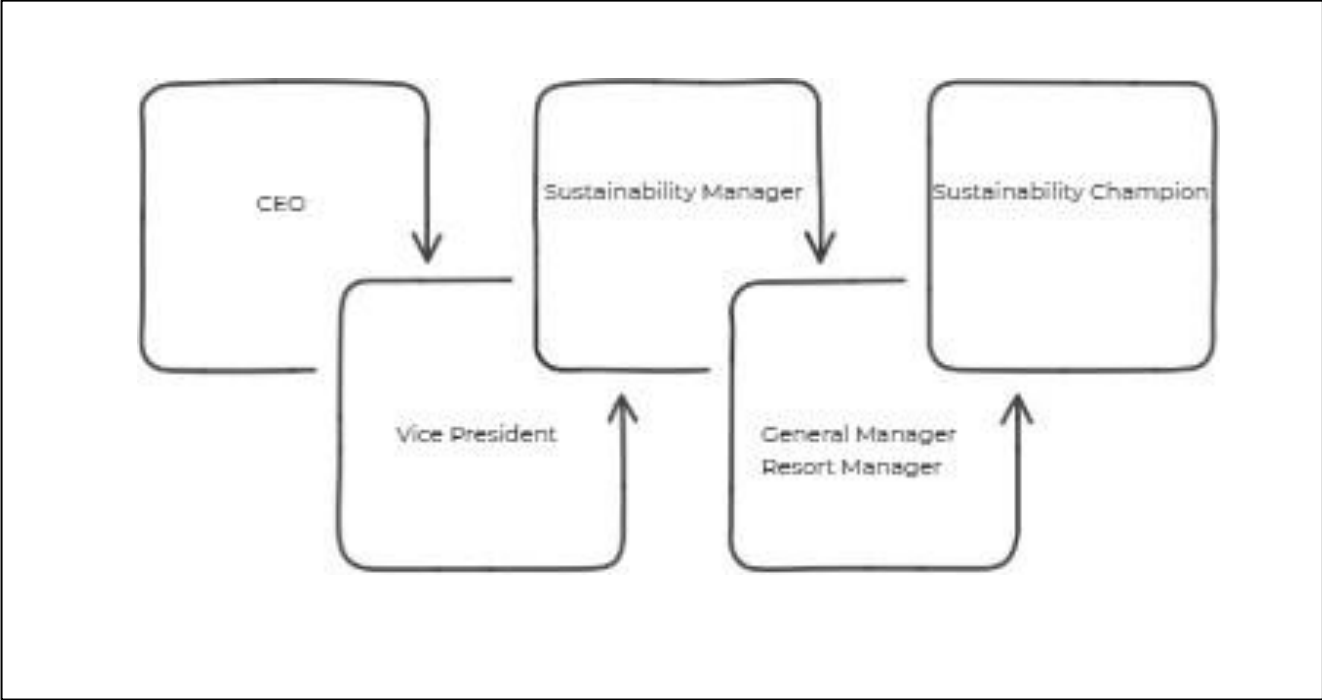 CEO
Vice President
Sustainability Manager
General Manager
Resort Manager
Sustainability Champion